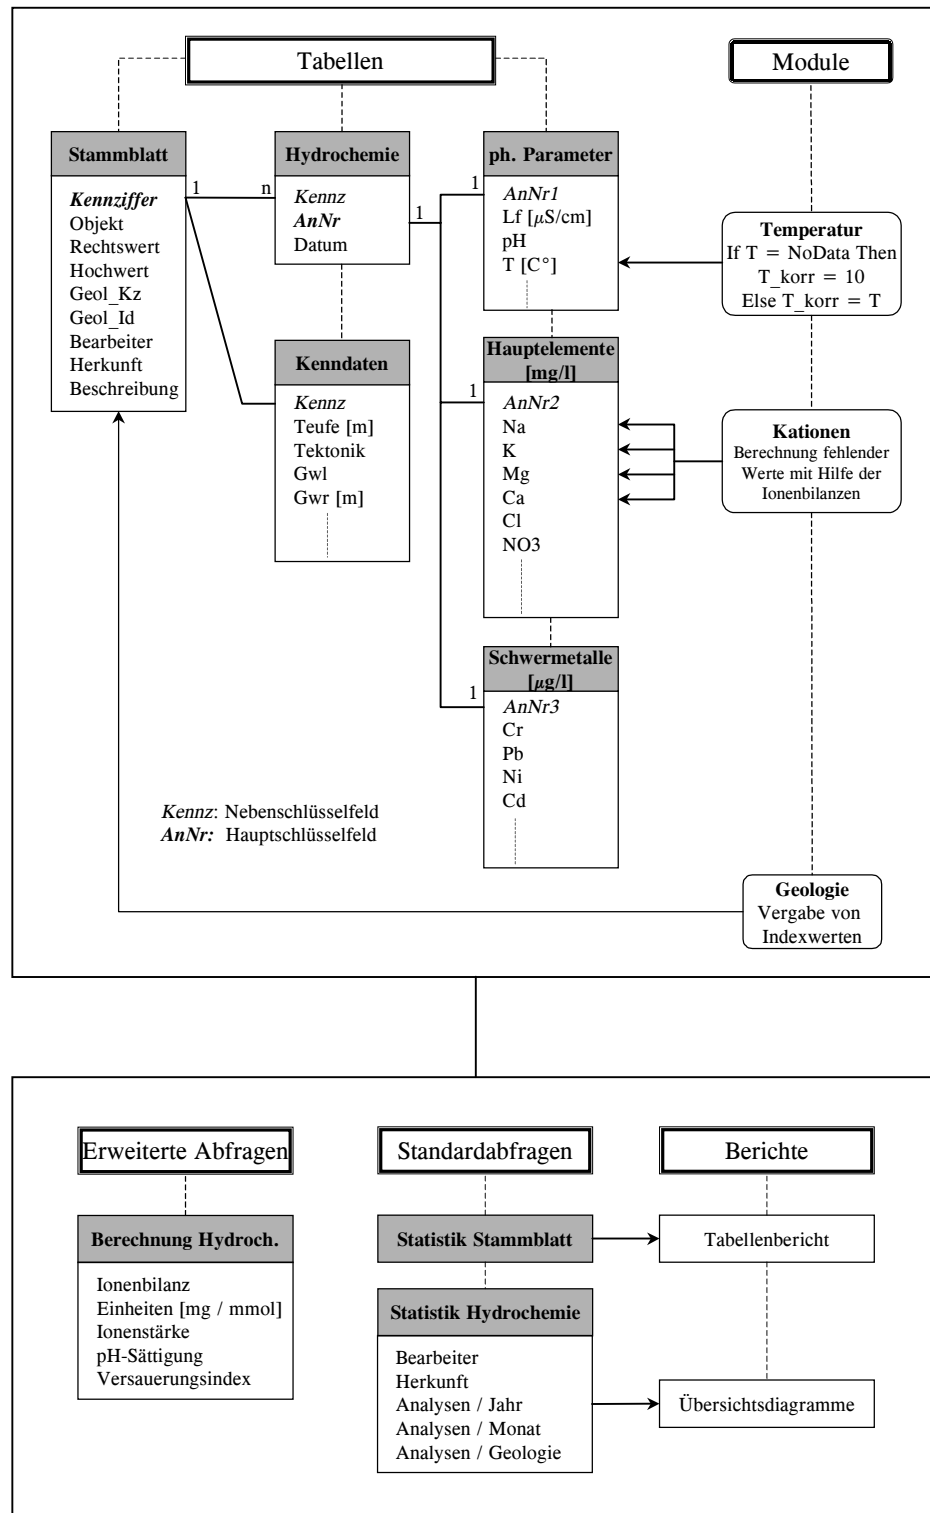 Tabellen
Module
Stammblatt
Kennziffer
Objekt
Rechtswert
Hochwert
Geol_Kz
Geol_Id
Bearbeiter
Herkunft
Beschreibung
1
n
Hydrochemie
Kennz
AnNr
Datum
1
Kenndaten
Kennz
Teufe [m]
Tektonik
Gwl
Gwr [m]
1
ph. Parameter
AnNr1
Lf [µS/cm]
pH
T [C°]
1
Hauptelemente
[mg/l]
AnNr2
Na
K
Mg
Ca
Cl
NO3
1
Schwermetalle
[µg/l]
AnNr3
Cr
Pb
Ni
Cd
Temperatur
If T = NoData Then
T_korr = 10
Else T_korr = T
Kationen
Berechnung fehlender
Werte mit Hilfe der
Ionenbilanzen
Geologie
Vergabe von
Indexwerten
Kennz: Nebenschlüsselfeld
AnNr: Hauptschlüsselfeld
Erweiterte Abfragen
Berechnung Hydroch.
Ionenbilanz
Einheiten [mg / mmol]
Ionenstärke
pH-Sättigung
Versauerungsindex
Standardabfragen
Statistik Stammblatt
Statistik Hydrochemie
Bearbeiter
Herkunft
Analysen / Jahr
Analysen / Monat
Analysen / Geologie
Berichte
Tabellenbericht
Übersichtsdiagramme